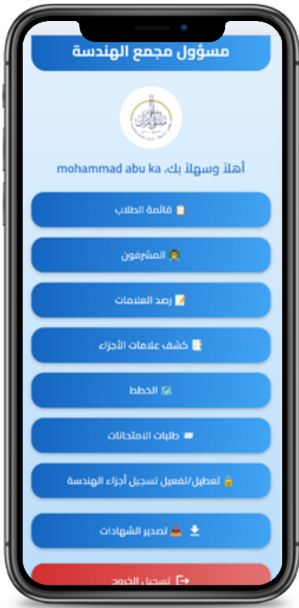 مسؤول مجمع الهندسة
أهلاً وسهلاً بك، mohammad abu ka
قائمة الطلاب
المشرفون
رصد العلامات
كشف علامات الأجزاء
الخطط
طلبات الامتحانات
تعطيل/تفعيل تسجيل أجزاء الهندسة
تصدير الشهادات
تسجيل الخروج